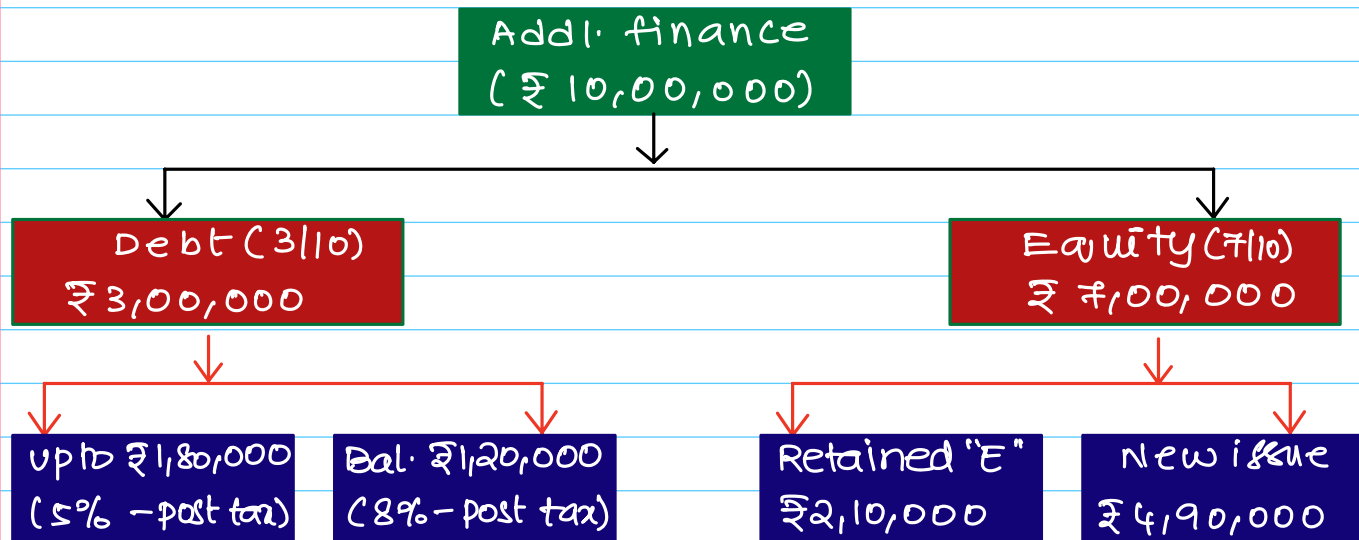 Addl. finance
(₹ 10,00,000)
Debt (3/10)
₹3,00,000
Equity (7/10)
₹ 7,00,000
upto ₹1,80,000
(5% - post tax)
Bal. ₹1,20,000
(8% - Post tax)
Retained "E"
₹2,10,000
New issue
₹4,90,000